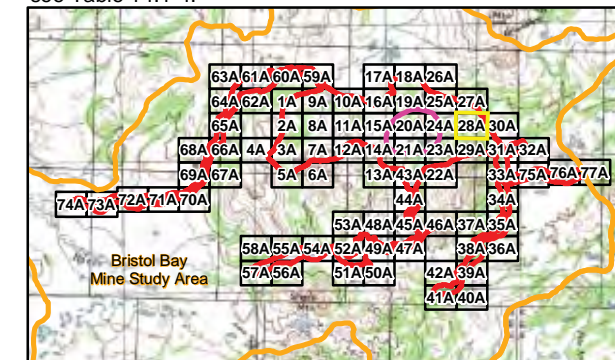 63A 61A 60A 59A 17A 18A 26A
64A 62A 1A 9A 10A 16A 19A 25A 27A
65A 2A 8A 11A 15A 20A 24A 28A 30A
68A 66A 4A 3A 7A 12A 14A 21A 23A 29A 31A 32A
69A 67A 5A 6A 13A 43A 22A 33A 75A 76A 77A
74A 73A 72A 71A 70A 44A 34A
53A 48A 45A 46A 37A 35A
58A 55A 54A 52A 49A 47A 38A 36A
Bristol Bay
Mine Study Area
57A 56A 51A 50A 42A 39A
41A 40A